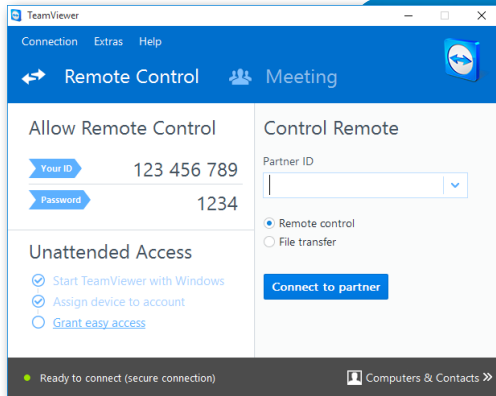 TeamViewer
Connection Extras Help
Remote Control Meeting
Allow Remote Control
Your ID 123 456 789
Password 1234
Unattended Access
Start TeamViewer with Windows
Assign device to account
Grant easy access
Control Remote
Partner ID
Remote control
File transfer
Connect to partner
Ready to connect (secure connection)
Computers & Contacts